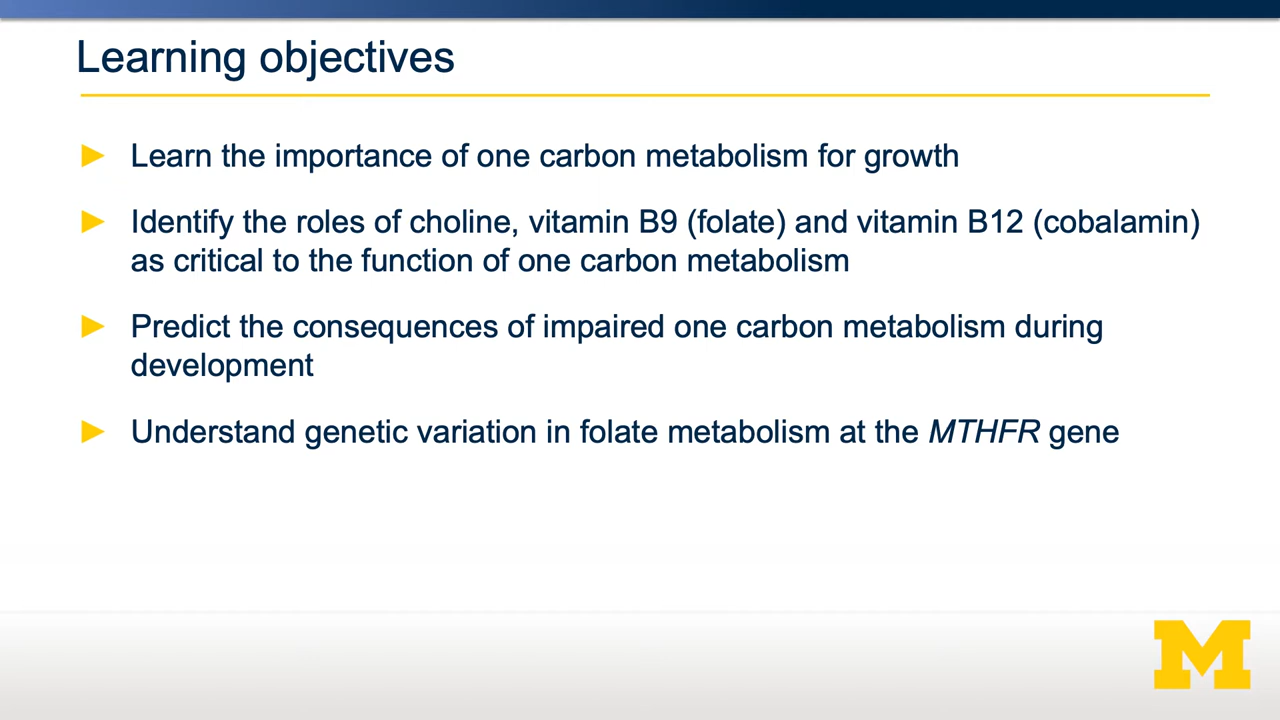 Learning objectives
Learn the importance of one carbon metabolism for growth
Identify the roles of choline, vitamin B9 (folate) and vitamin B12 (cobalamin)
as critical to the function of one carbon metabolism
Predict the consequences of impaired one carbon metabolism during
development
Understand genetic variation in folate metabolism at the MTHFR gene
M